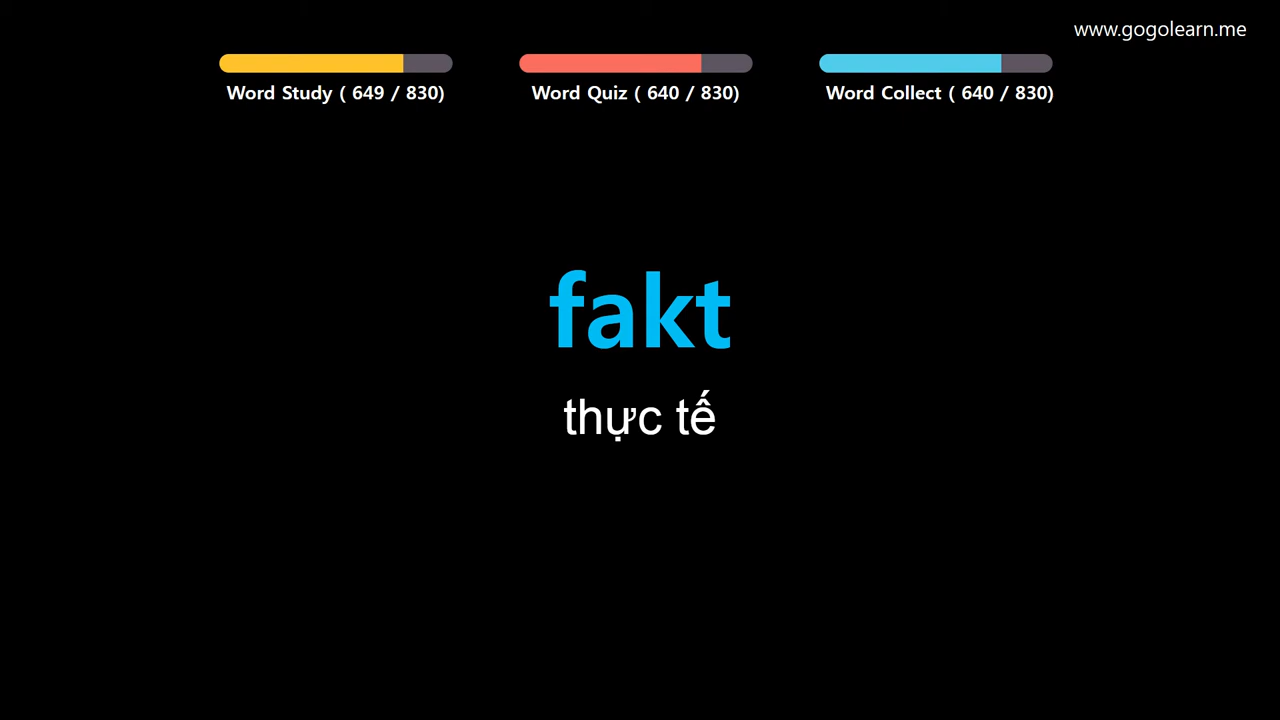 www.gogolearn.me
Word Study ( 649 / 830)
Word Quiz ( 640 / 830)
Word Collect ( 640 / 830)
fakt
thực tế